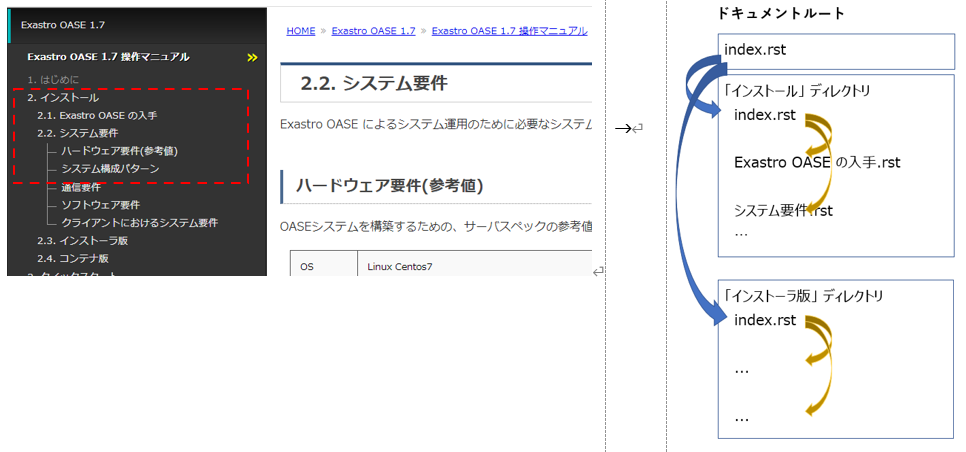 Exastro OASE 1.7
Exastro OASE 1.7 操作マニュアル »
1. はじめに
2. インストール
2.1. Exastro OASE の入手
2.2. システム要件
ハードウェア要件(参考値)
システム構成パターン
通信要件
ソフトウェア要件
クライアントにおけるシステム要件
2.3. インストーラ版
2.4. コンテナ版
3. クイックスタート
HOME » Exastro OASE 1.7 » Exastro OASE 1.7 操作マニュアル
2.2. システム要件
Exastro OASE によるシステム運用のために必要なシステム
ハードウェア要件(参考値)
OASEシステムを構築するための、サーバスペックの参考値
OS Linux Centos7
→↵
↵
ドキュメントルート
index.rst
「インストール」ディレクトリ
index.rst
Exastro OASE の入手.rst
システム要件.rst
…
「インストーラ版」ディレクトリ
index.rst
…
…